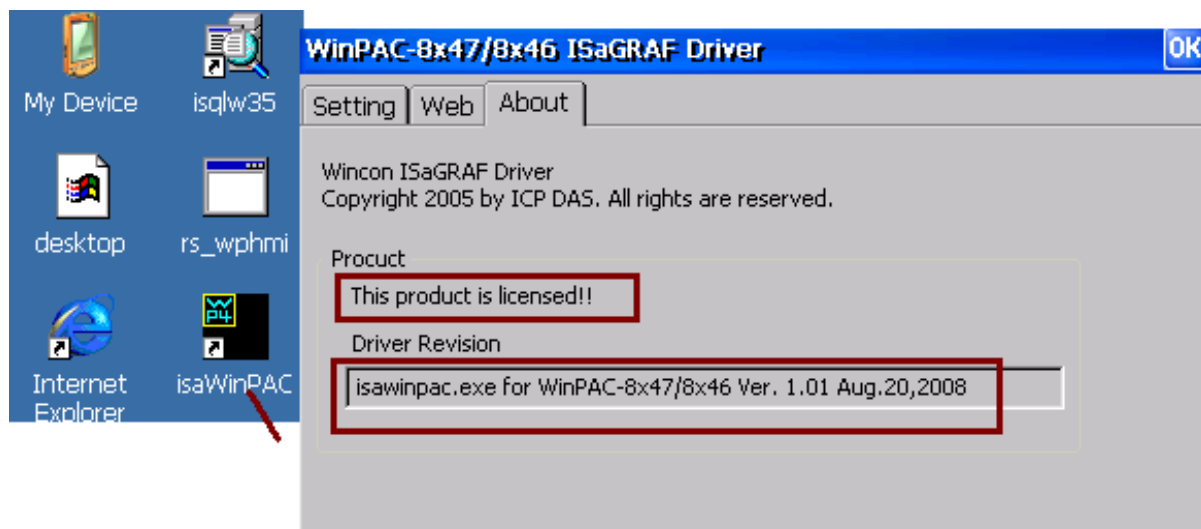 My Device
isqlw35
desktop
rs_wphmi
Internet
Explorer
isaWinPAC
WinPAC-8x47/8x46 ISaGRAF Driver
OK
Setting
Web
About
Wincon ISaGRAF Driver
Copyright 2005 by ICP DAS. All rights are reserved.
Procuct
This product is licensed!!
Driver Revision
isawinpac.exe for WinPAC-8x47/8x46 Ver. 1.01 Aug.20,2008